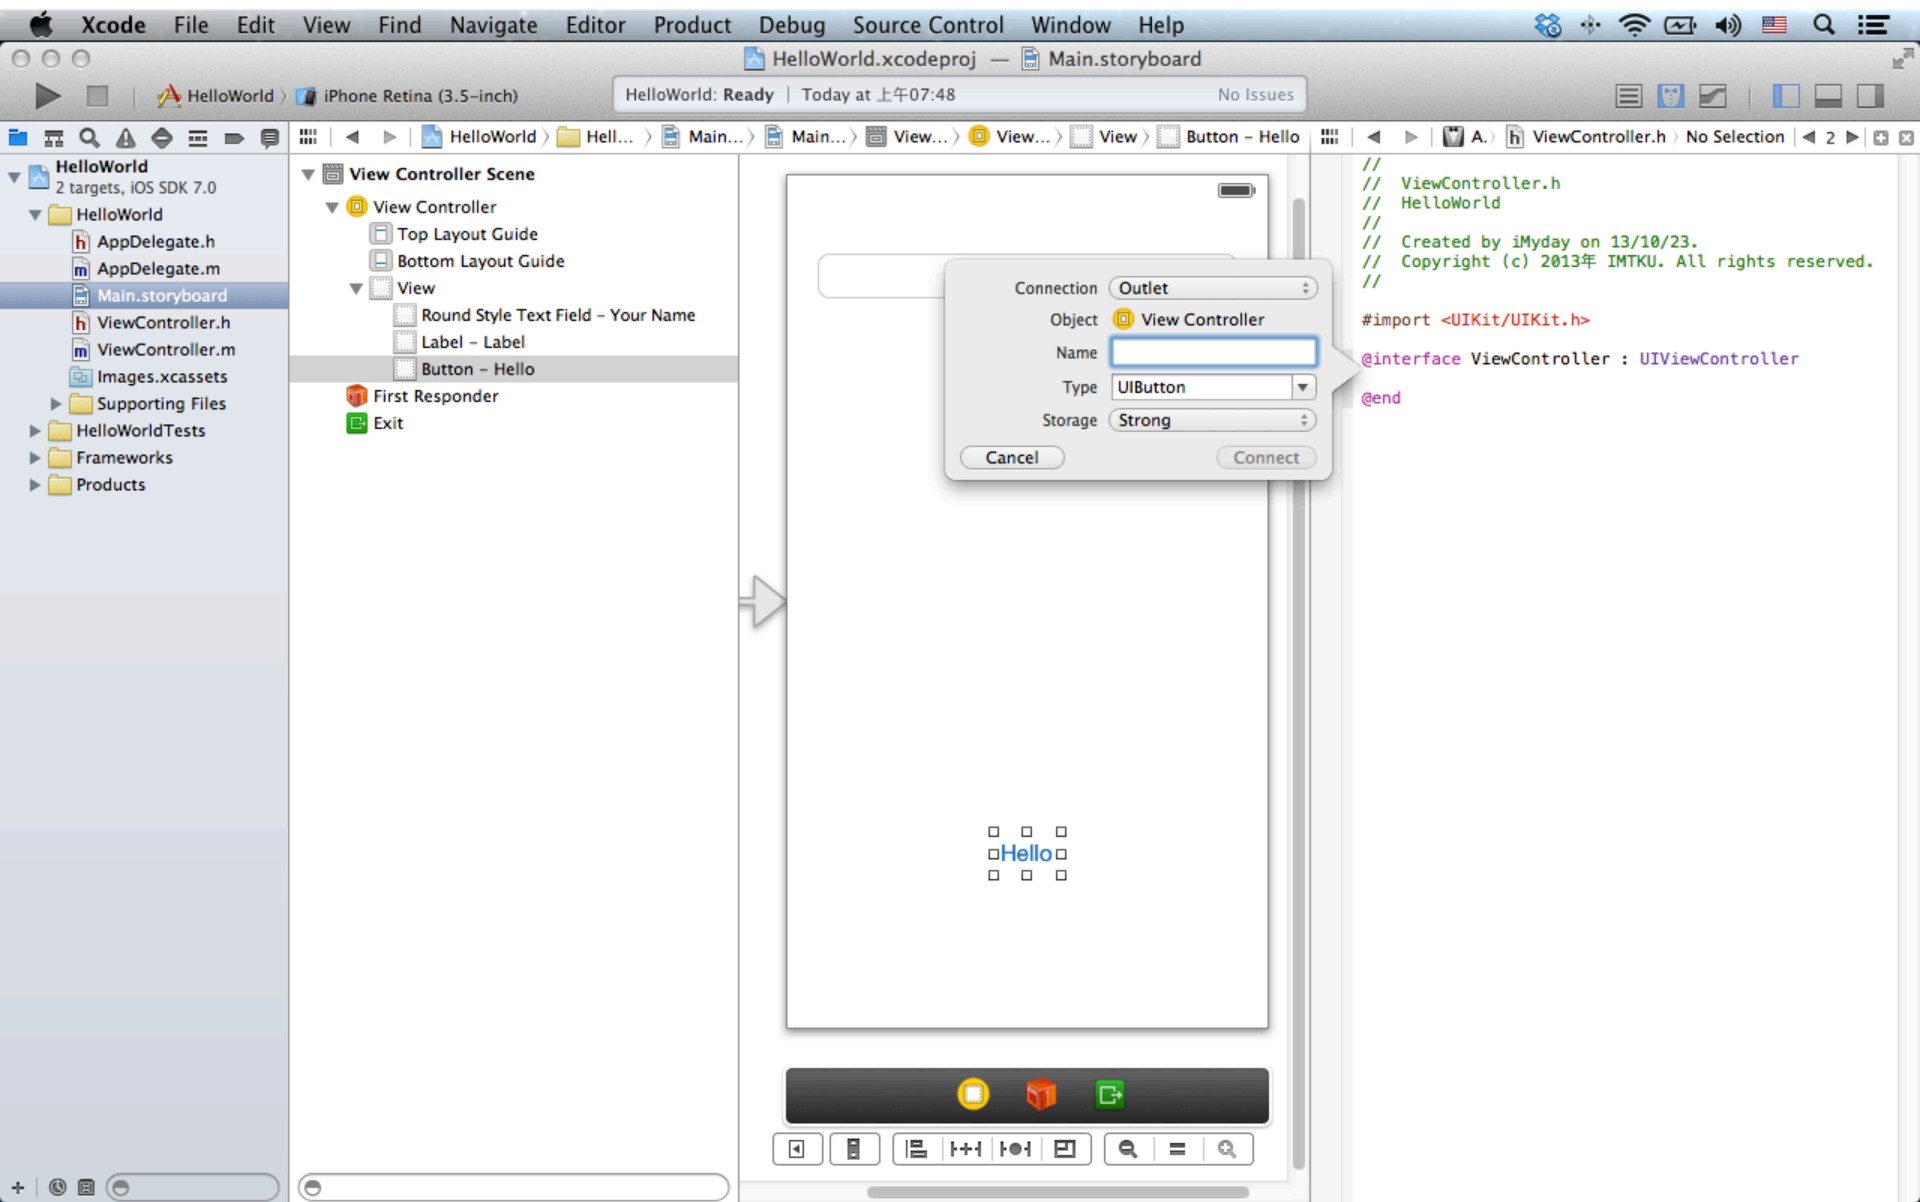 Xcode File Edit View Find Navigate Editor Product Debug Source Control Window Help
HelloWorld.xcodeproj — Main.storyboard
HelloWorld iPhone Retina (3.5-inch)
HelloWorld: Ready | Today at 上午07:48 No Issues
HelloWorld Hell... Main... Main... View... View... View Button - Hello
A. ViewController.h No Selection 2
HelloWorld
2 targets, iOS SDK 7.0
HelloWorld
AppDelegate.h
AppDelegate.m
Main.storyboard
ViewController.h
ViewController.m
Images.xcassets
Supporting Files
HelloWorldTests
Frameworks
Products
View Controller Scene
View Controller
Top Layout Guide
Bottom Layout Guide
View
Round Style Text Field - Your Name
Label - Label
Button - Hello
First Responder
Exit
Connection Outlet
Object View Controller
Name
Type UIButton
Storage Strong
Cancel Connect
Hello
//
// ViewController.h
// HelloWorld
//
// Created by iMyday on 13/10/23.
// Copyright (c) 2013年 IMTKU. All rights reserved.
//
#import <UIKit/UIKit.h>
@interface ViewController : UIViewController
@end